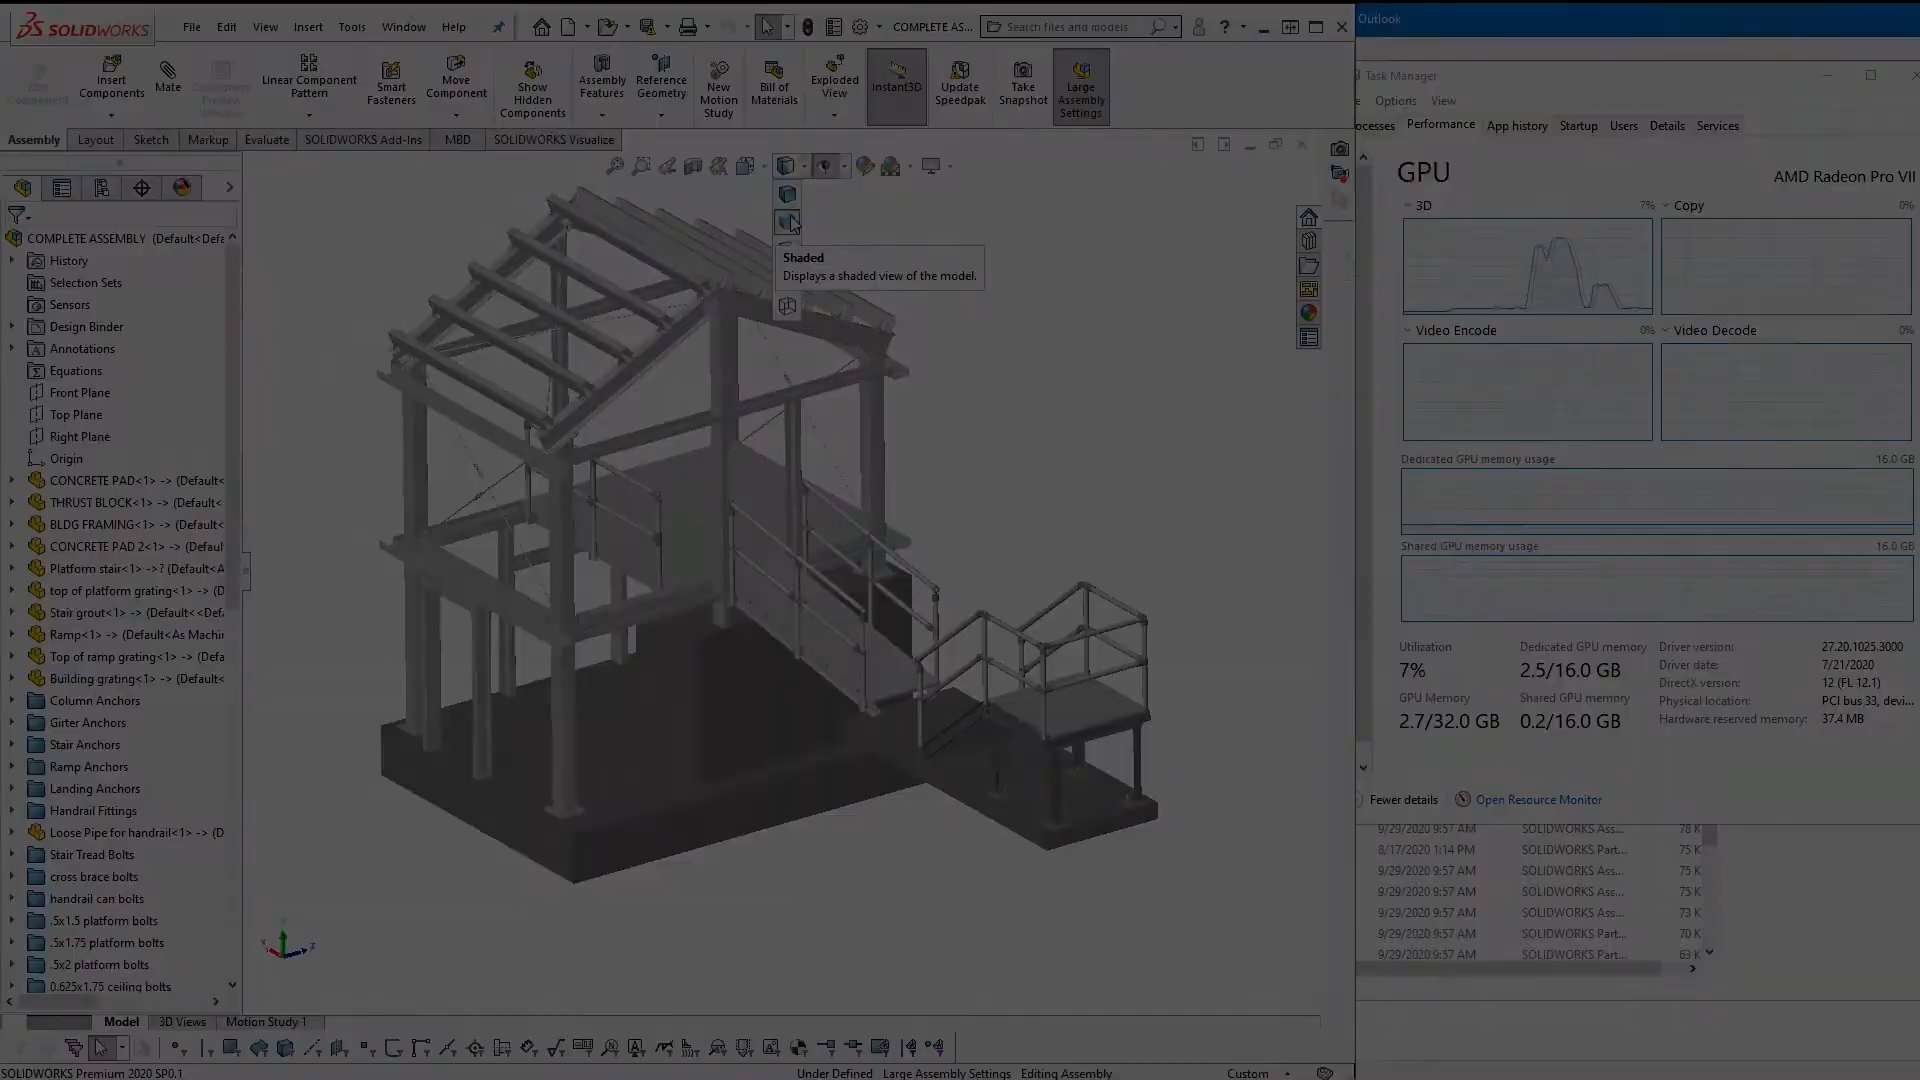 SOLIDWORKS
File Edit View Insert Tools Window Help
COMPLETE AS...
Search files and models
Outlook
Task Manager
Options View
ocesses Performance App history Startup Users Details Services
Insert Components
Mate
Component Preview Window
Linear Component Pattern
Smart Fasteners
Move Component
Show Hidden Components
Assembly Features
Reference Geometry
New Motion Study
Bill of Materials
Exploded View
Instant3D
Update Speedpak
Take Snapshot
Large Assembly Settings
Assembly Layout Sketch Markup Evaluate SOLIDWORKS Add-Ins MBD SOLIDWORKS Visualize
COMPLETE ASSEMBLY (Default<Defa
History
Selection Sets
Sensors
Design Binder
Annotations
Equations
Front Plane
Top Plane
Right Plane
Origin
CONCRETE PAD<1> -> (Default<
THRUST BLOCK<1> -> (Default<
BLDG FRAMING<1> -> (Default<
CONCRETE PAD 2<1> -> (Defaul
Platform stair<1> ->? (Default<A
top of platform grating<1> -> (D
Stair grout<1> -> (Default<<Def
Ramp<1> -> (Default<As Machin
Top of ramp grating<1> -> (Defa
Building grating<1> -> (Default<
Column Anchors
Girter Anchors
Stair Anchors
Ramp Anchors
Landing Anchors
Handrail Fittings
Loose Pipe for handrail<1> -> (D
Stair Tread Bolts
cross brace bolts
handrail can bolts
.5x1.5 platform bolts
.5x1.75 platform bolts
.5x2 platform bolts
0.625x1.75 ceiling bolts
Shaded
Displays a shaded view of the model.
Model 3D Views Motion Study 1
SOLIDWORKS Premium 2020 SP0.1
Under Defined Large Assembly Settings Editing Assembly Custom
GPU
AMD Radeon Pro VII
3D 7% Copy 0%
Video Encode 0% Video Decode 0%
Dedicated GPU memory usage 16.0 GB
Shared GPU memory usage 16.0 GB
Utilization
7%
Dedicated GPU memory
2.5/16.0 GB
GPU Memory
2.7/32.0 GB
Shared GPU memory
0.2/16.0 GB
Driver version: 27.20.1025.3000
Driver date: 7/21/2020
DirectX version: 12 (FL 12.1)
Physical location: PCI bus 33, devi...
Hardware reserved memory: 37.4 MB
Fewer details Open Resource Monitor
9/29/2020 9:57 AM SOLIDWORKS Ass... 78 K
8/17/2020 1:14 PM SOLIDWORKS Part... 75 K
9/29/2020 9:57 AM SOLIDWORKS Ass... 75 K
9/29/2020 9:57 AM SOLIDWORKS Ass... 75 K
9/29/2020 9:57 AM SOLIDWORKS Ass... 73 K
9/29/2020 9:57 AM SOLIDWORKS Part... 70 K
9/29/2020 9:57 AM SOLIDWORKS Part... 63 K